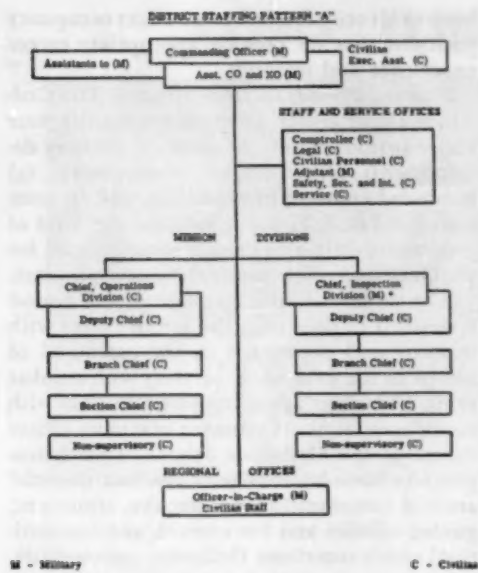 DISTRICT STAFFING PATTERN "A"
Commanding Officer (M)
Asst. CO and XO (M)
Assistants to (M)
Civilian
Exec. Asst. (C)
STAFF AND SERVICE OFFICES
Comptroller (C)
Legal (C)
Civilian Personnel (C)
Adjutant (M)
Safety, Sec. and Int. (C)
Service (C)
MISSION DIVISIONS
Chief, Operations
Division (C)
Deputy Chief (C)
Branch Chief (C)
Section Chief (C)
Non-supervisory (C)
Chief, Inspection
Division (M) *
Deputy Chief (C)
Branch Chief (C)
Section Chief (C)
Non-supervisory (C)
REGIONAL OFFICES
Officer-in-Charge (M)
Civilian Staff
M - Military
C - Civilian